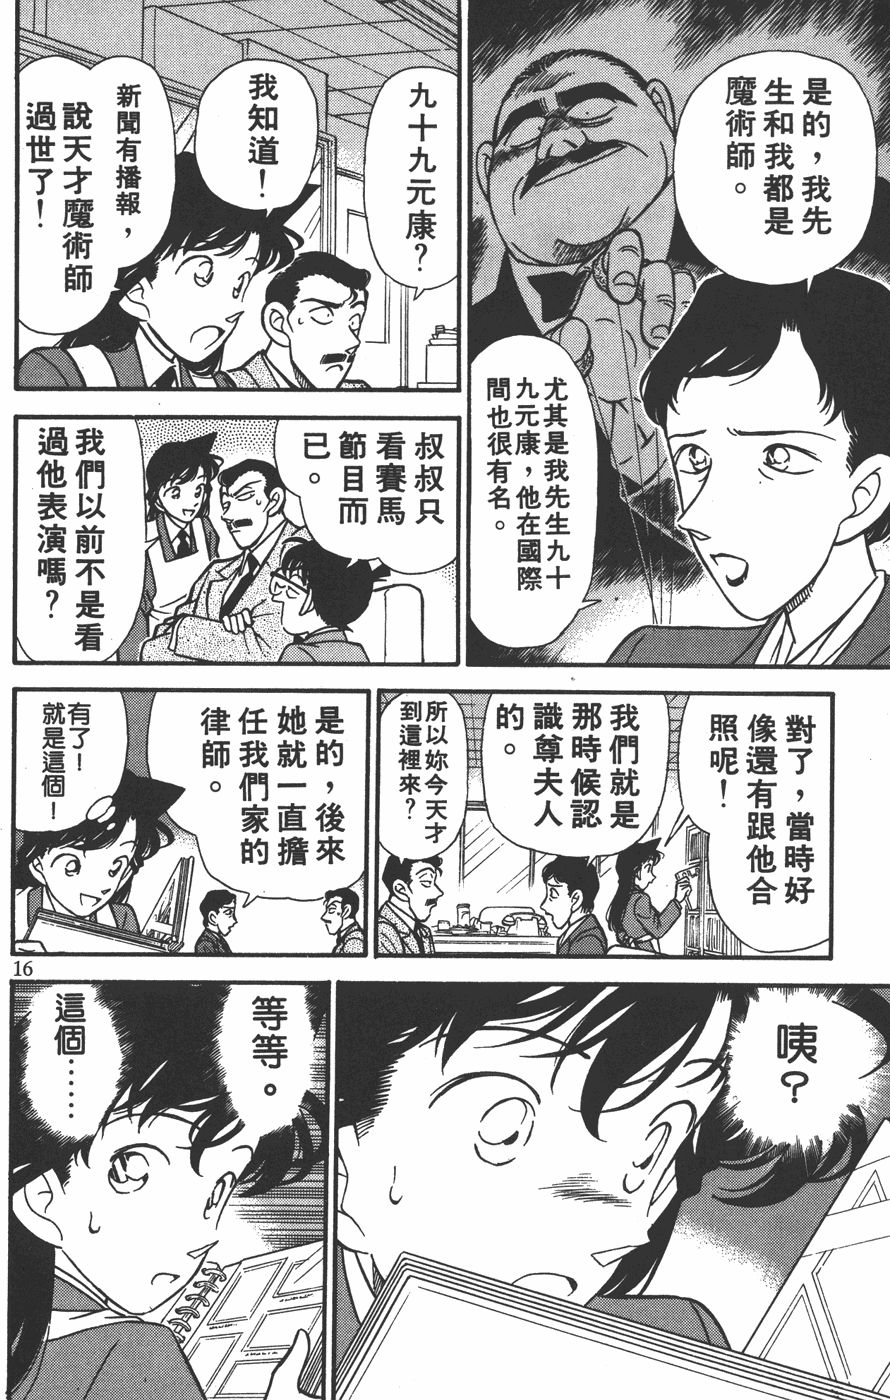 是的，我先
生和我都是
魔術師。
尤其是我先生九十
九元康，他在國際
間也很有名。
九十九元康？
我知道！
新聞有播報，
說天才魔術師
過世了！
叔叔只
看賽馬
節目而
已。
我們以前不是看
過他表演嗎？
對了，當時好
像還有跟他合
照呢！
我們就是
那時候認
識尊夫人
的。
所以妳今天才
到這裡來？
是的，後來
她就一直擔
任我們家的
律師。
有了！
就是這個！
16
咦？
等等。
這個……